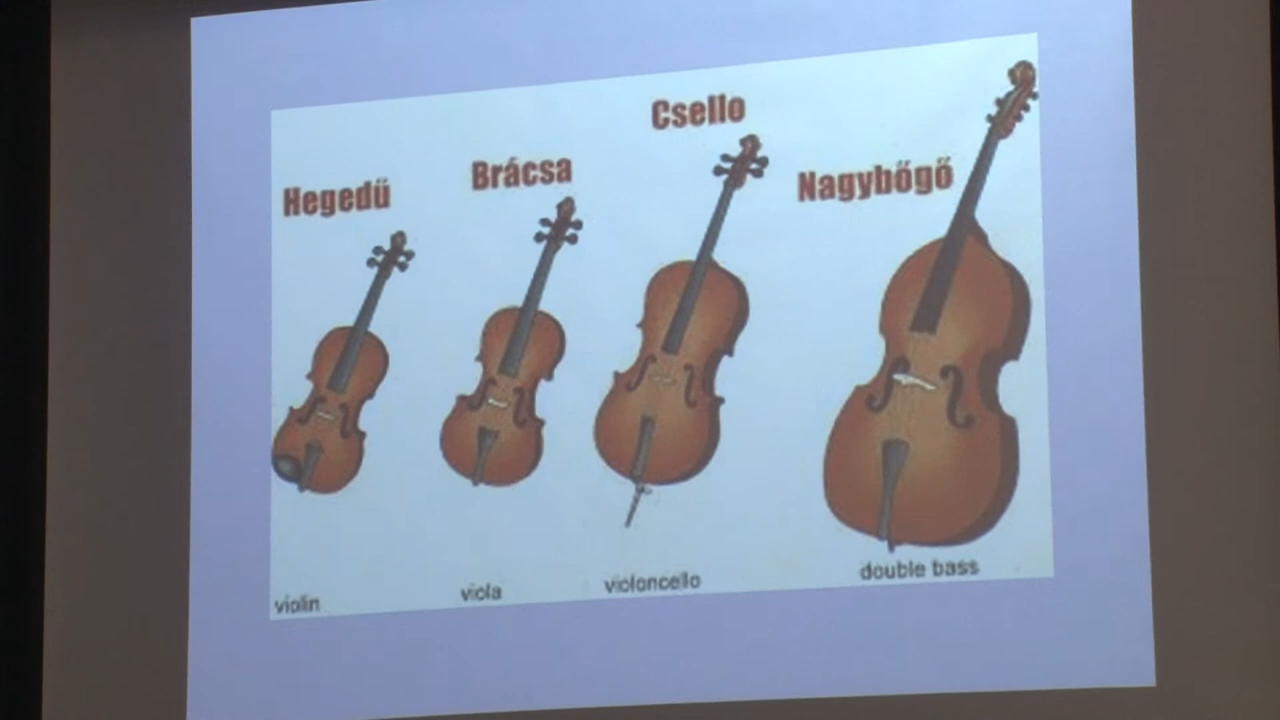 Hegedű
Brácsa
Csello
Nagybőgő
violin
viola
violoncello
double bass